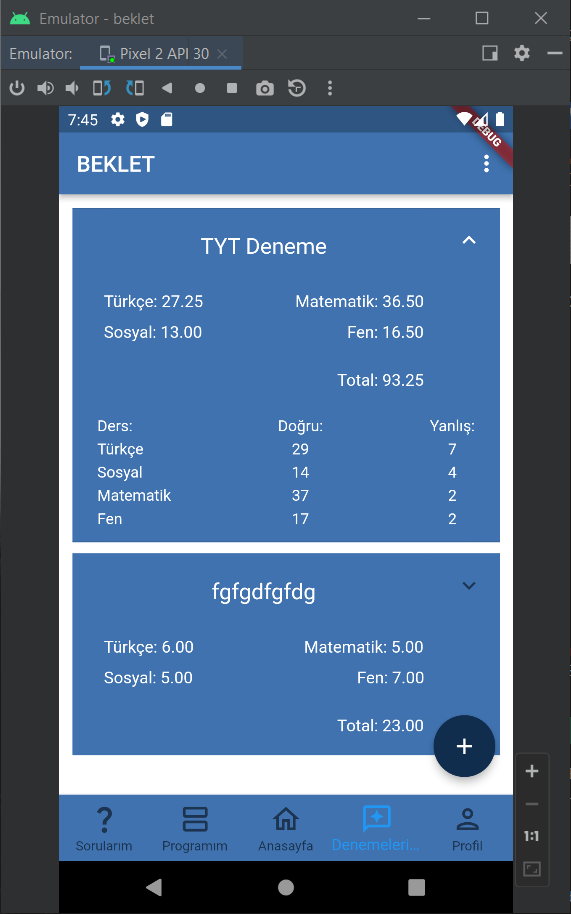 Emulator - beklet
Emulator: Pixel 2 API 30
7:45
DEBUG
BEKLET
TYT Deneme
Türkçe: 27.25 Matematik: 36.50
Sosyal: 13.00 Fen: 16.50
Total: 93.25
Ders: Doğru: Yanlış:
Türkçe 29 7
Sosyal 14 4
Matematik 37 2
Fen 17 2
fgfgdfgfdg
Türkçe: 6.00 Matematik: 5.00
Sosyal: 5.00 Fen: 7.00
Total: 23.00
1:1
Sorularım Programım Anasayfa Denemeleri... Profil